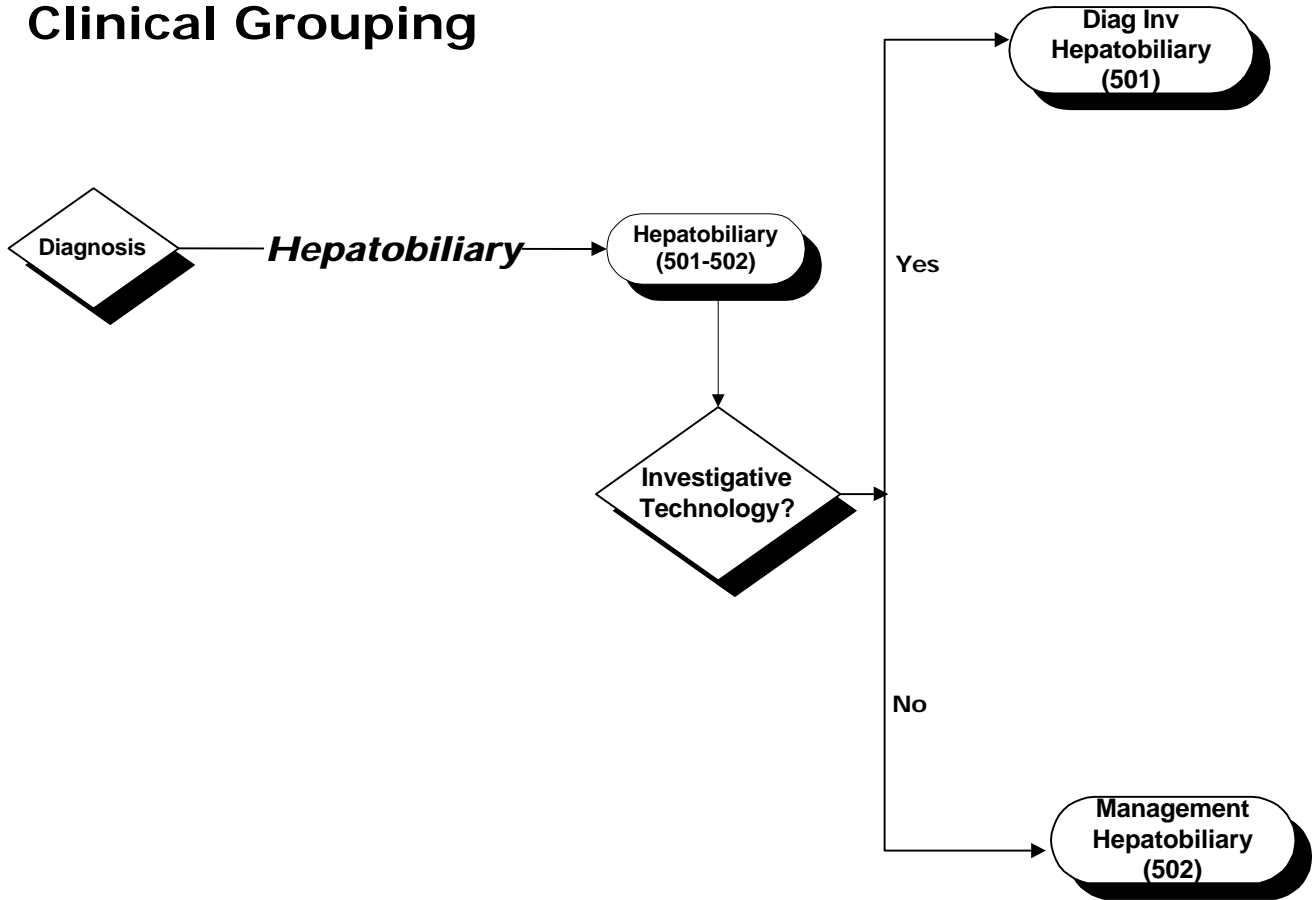 Clinical Grouping
Diag Inv
Hepatobiliary
(501)
Diagnosis
Hepatobiliary
Hepatobiliary
(501-502)
Yes
Investigative
Technology?
No
Management
Hepatobiliary
(502)